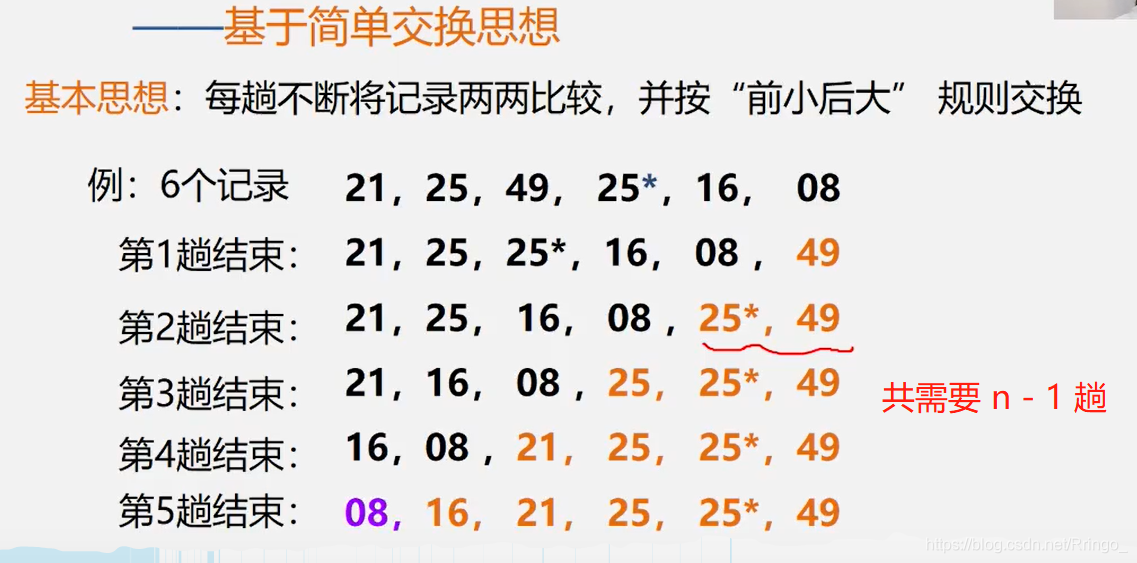 ——基于简单交换思想
基本思想：每趟不断将记录两两比较，并按“前小后大” 规则交换
例：6个记录 21，25，49， 25*，16， 08
第1趟结束： 21，25，25*，16， 08 ，49
第2趟结束： 21，25， 16， 08 ，25*，49
第3趟结束： 21，16， 08 ，25， 25*，49
共需要 n - 1 趟
第4趟结束： 16，08 ，21， 25， 25*，49
第5趟结束： 08，16， 21， 25， 25*，49
https://blog.csdn.net/Rringo_